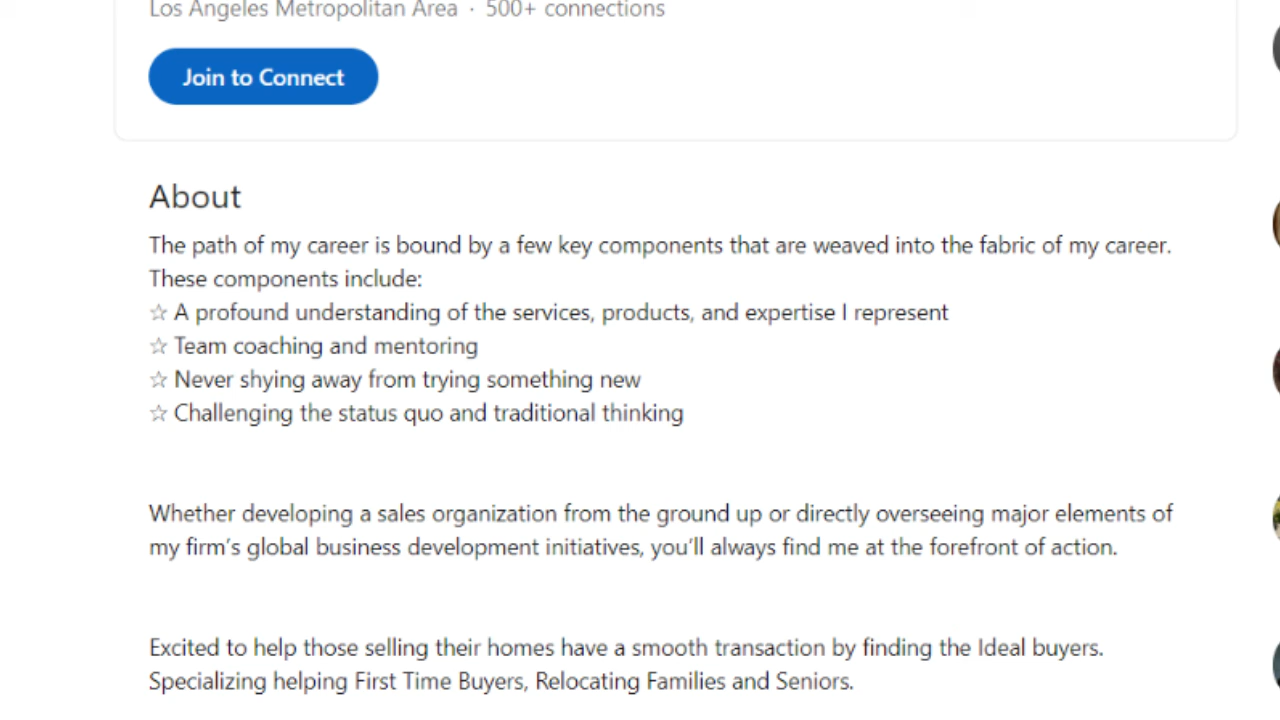 Los Angeles Metropolitan Area · 500+ connections
Join to Connect
About
The path of my career is bound by a few key components that are weaved into the fabric of my career.
These components include:
☆ A profound understanding of the services, products, and expertise I represent
☆ Team coaching and mentoring
☆ Never shying away from trying something new
☆ Challenging the status quo and traditional thinking
Whether developing a sales organization from the ground up or directly overseeing major elements of
my firm’s global business development initiatives, you’ll always find me at the forefront of action.
Excited to help those selling their homes have a smooth transaction by finding the Ideal buyers.
Specializing helping First Time Buyers, Relocating Families and Seniors.